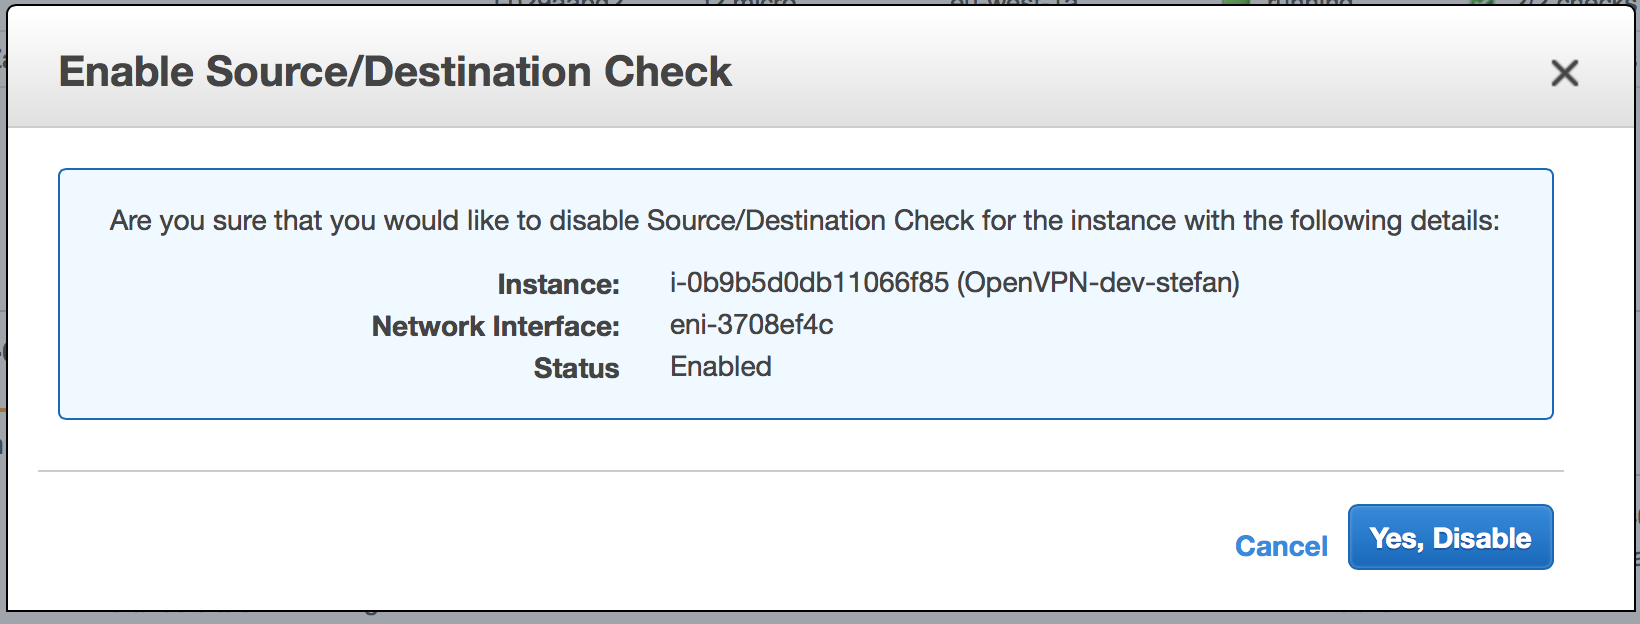 Enable Source/Destination Check
Are you sure that you would like to disable Source/Destination Check for the instance with the following details:
Instance: i-0b9b5d0db11066f85 (OpenVPN-dev-stefan)
Network Interface: eni-3708ef4c
Status Enabled
Cancel Yes, Disable